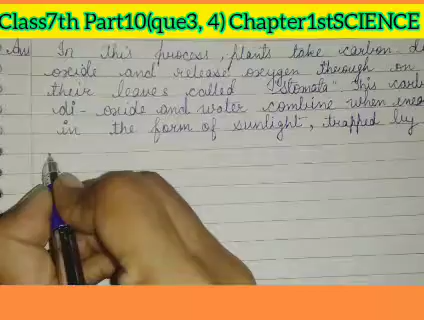 Class7th Part10(que3, 4) Chapter1stSCIENCE
Ans In this process, plants take carbon-di
oxide and release oxygen through on
their leaves called "stomata" This carb
di-oxide and water combine when ene
in the form of sunlight, trapped by